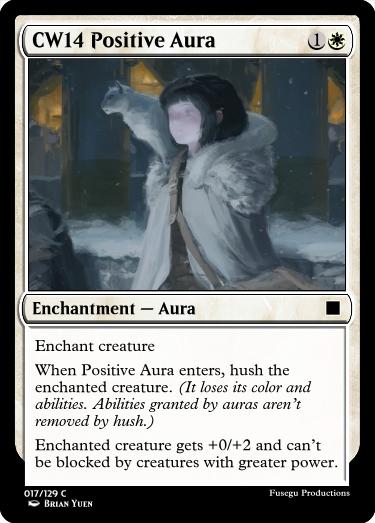 CW14 Positive Aura 1
Enchantment — Aura
Enchant creature
When Positive Aura enters, hush the
enchanted creature. (It loses its color and
abilities. Abilities granted by auras aren't
removed by hush.)
Enchanted creature gets +0/+2 and can't
be blocked by creatures with greater power.
017/129 C
Fusegu Productions
Brian Yuen